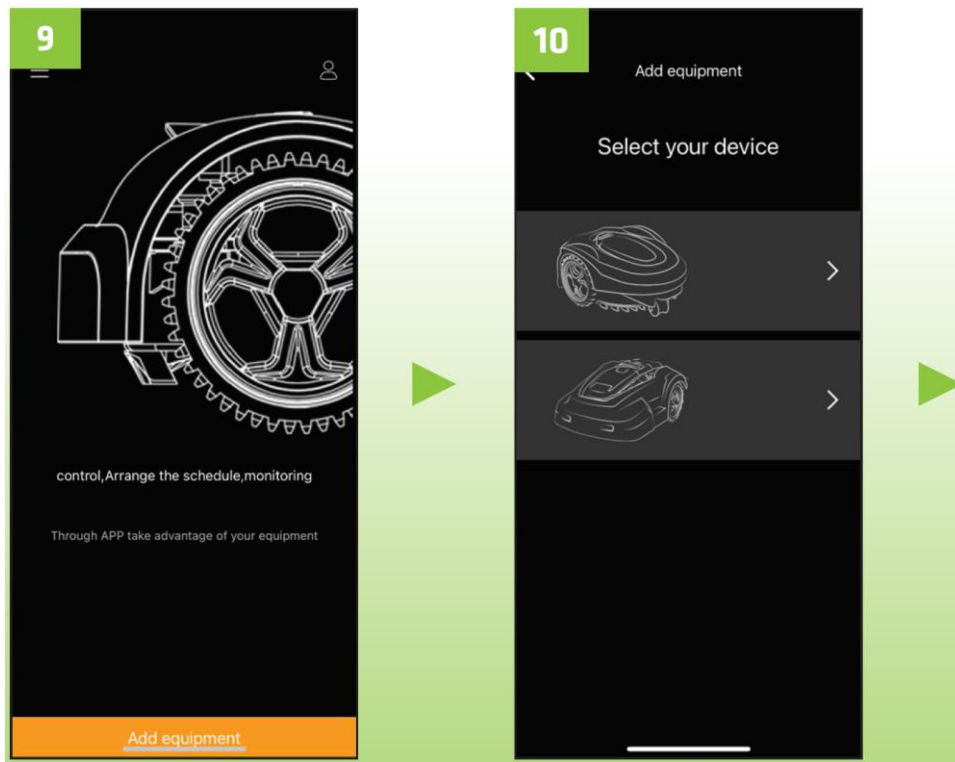 9
control,Arrange the schedule,monitoring
Through APP take advantage of your equipment
Add equipment
10
Add equipment
Select your device